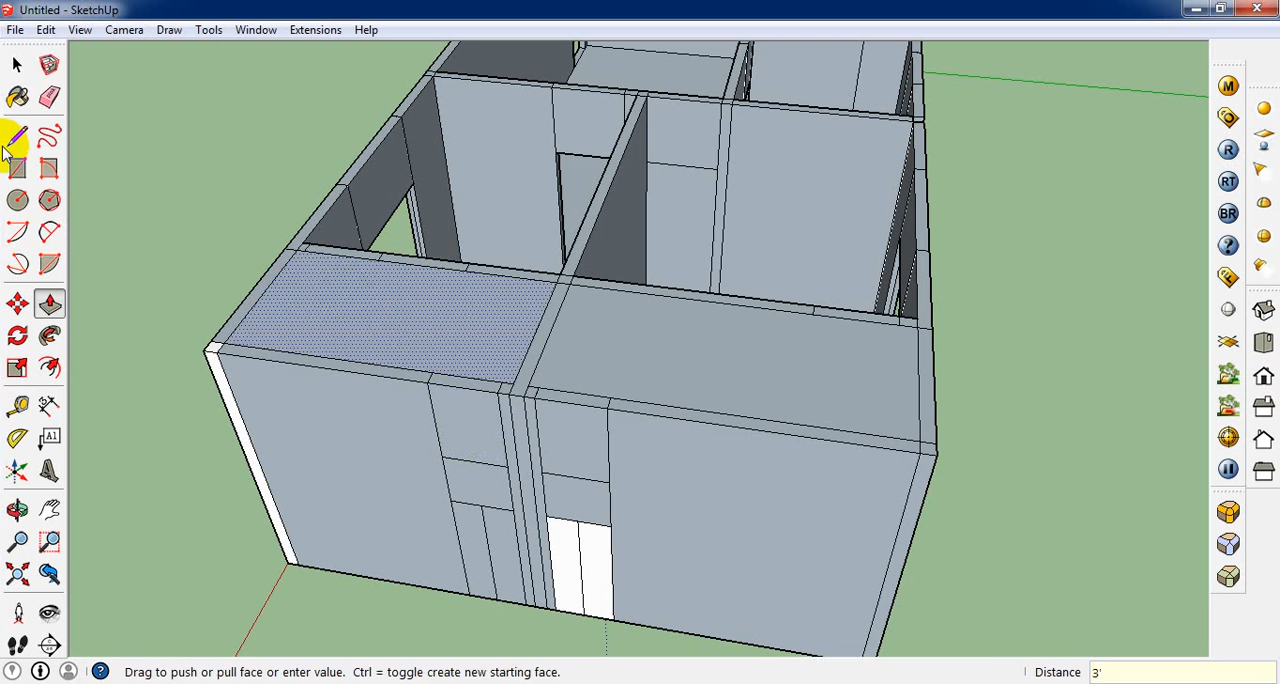 Untitled - SketchUp
File Edit View Camera Draw Tools Window Extensions Help
M
R
RT
BR
?
F
A1
A
Drag to push or pull face or enter value. Ctrl = toggle create new starting face.
Distance 3'